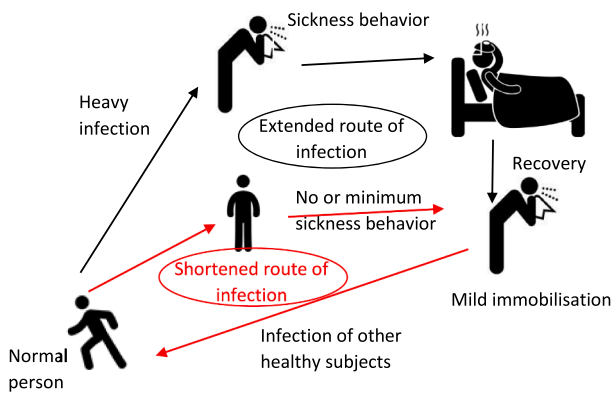 Sickness behavior
Heavy
infection
Extended route of
infection
Recovery
No or minimum
sickness behavior
Shortened route of
infection
Mild immobilisation
Infection of other
healthy subjects
Normal
person